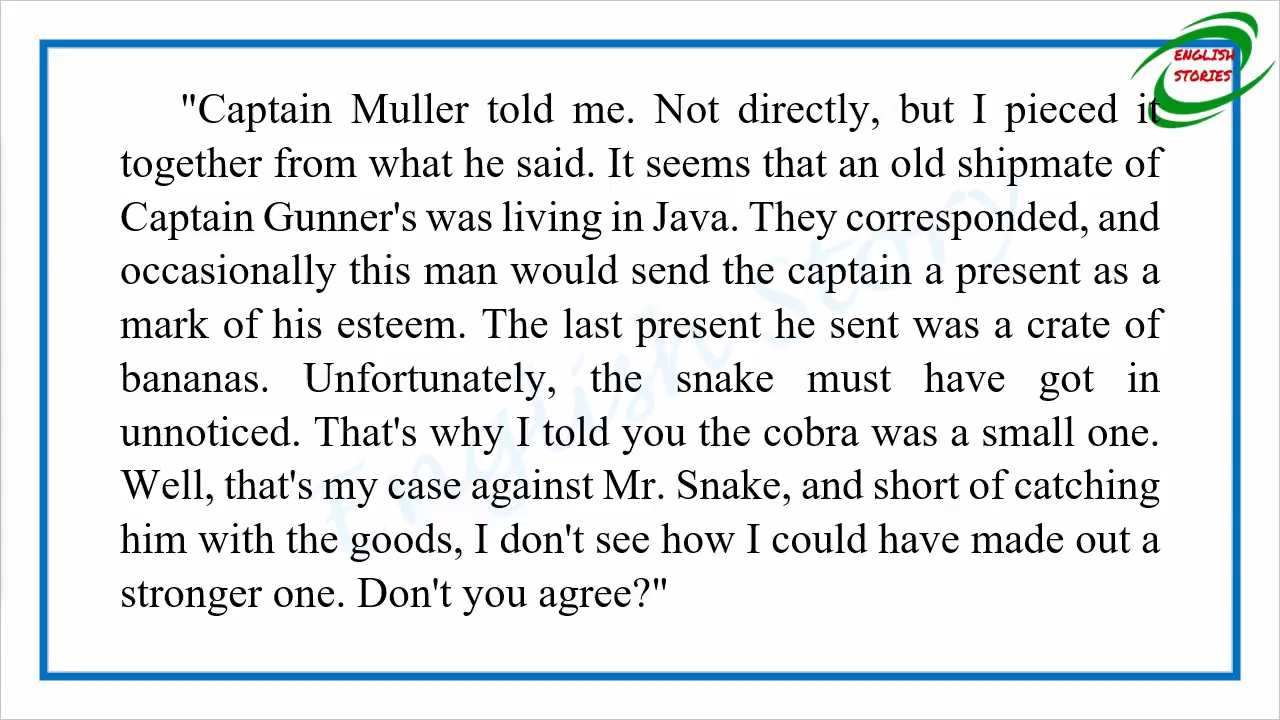 ENGLISH
STORIES
"Captain Muller told me. Not directly, but I pieced it
together from what he said. It seems that an old shipmate of
Captain Gunner's was living in Java. They corresponded, and
occasionally this man would send the captain a present as a
mark of his esteem. The last present he sent was a crate of
bananas. Unfortunately, the snake must have got in
unnoticed. That's why I told you the cobra was a small one.
Well, that's my case against Mr. Snake, and short of catching
him with the goods, I don't see how I could have made out a
stronger one. Don't you agree?"
English Story